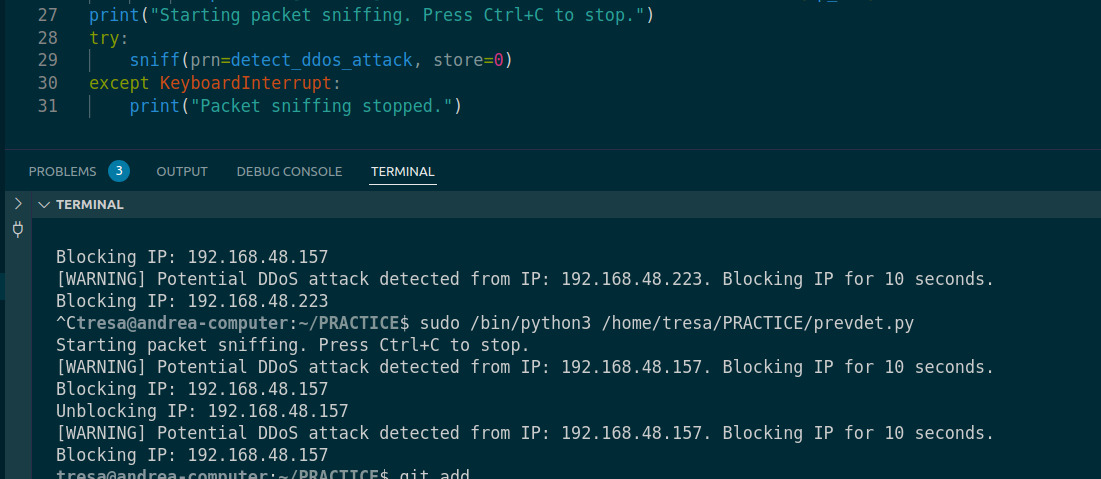 27 print("Starting packet sniffing. Press Ctrl+C to stop.")
28 try:
29 sniff(prn=detect_ddos_attack, store=0)
30 except KeyboardInterrupt:
31 print("Packet sniffing stopped.")
PROBLEMS 3 OUTPUT DEBUG CONSOLE TERMINAL
TERMINAL
Blocking IP: 192.168.48.157
[WARNING] Potential DDoS attack detected from IP: 192.168.48.223. Blocking IP for 10 seconds.
Blocking IP: 192.168.48.223
^Ctresa@andrea-computer:~/PRACTICE$ sudo /bin/python3 /home/tresa/PRACTICE/prevdet.py
Starting packet sniffing. Press Ctrl+C to stop.
[WARNING] Potential DDoS attack detected from IP: 192.168.48.157. Blocking IP for 10 seconds.
Blocking IP: 192.168.48.157
Unblocking IP: 192.168.48.157
[WARNING] Potential DDoS attack detected from IP: 192.168.48.157. Blocking IP for 10 seconds.
Blocking IP: 192.168.48.157
tresa@andrea-computer:~/PRACTICE$ git add